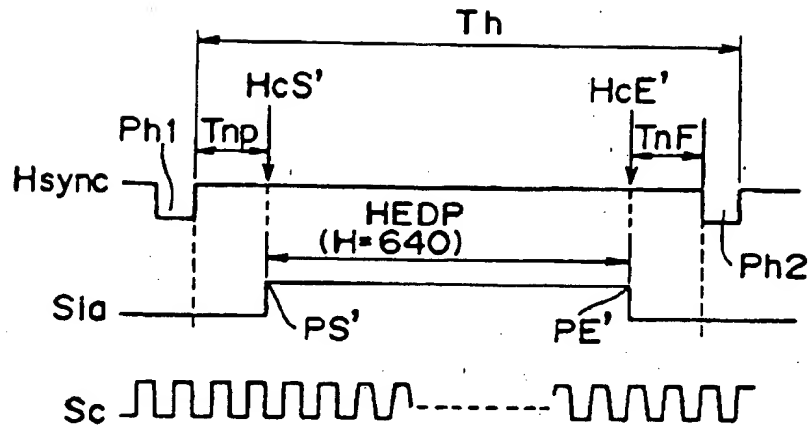 Th
HcS'
HcE'
Ph1
Tnp
TnF
Hsync
HEDP
(H=640)
Ph2
Sia
PS'
PE'
Sc